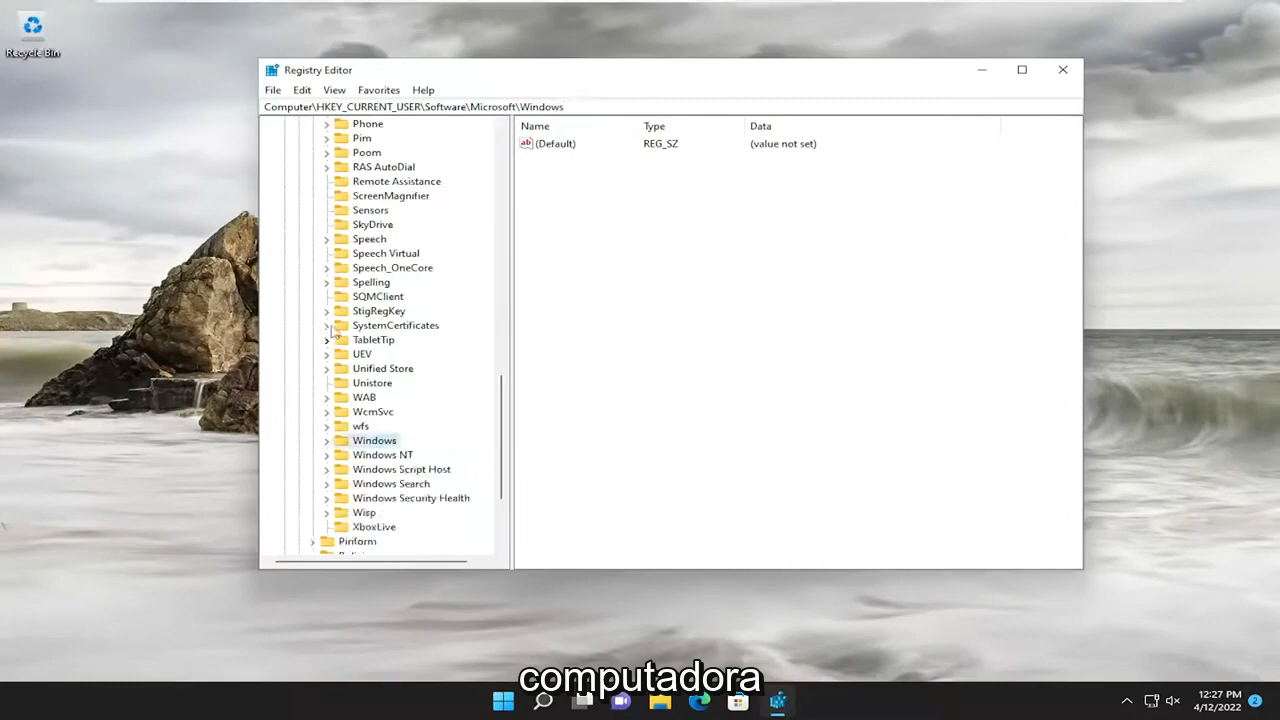 Recycle Bin
Registry Editor
File Edit View Favorites Help
Computer\HKEY_CURRENT_USER\Software\Microsoft\Windows
Name Type Data
(Default) REG_SZ (value not set)
Phone
Pim
Poom
RAS AutoDial
Remote Assistance
ScreenMagnifier
Sensors
SkyDrive
Speech
Speech Virtual
Speech_OneCore
Spelling
SQMClient
StigRegKey
SystemCertificates
TabletTip
UEV
Unified Store
Unistore
WAB
WcmSvc
wfs
Windows
Windows NT
Windows Script Host
Windows Search
Windows Security Health
Wisp
XboxLive
Piriform
computadora
12:27 PM
4/12/2022
2